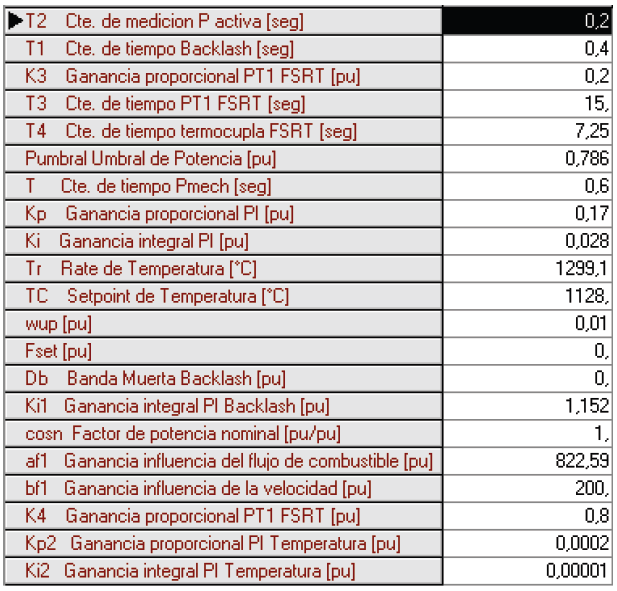 T2 Cte. de medicion P activa [seg] 0,2
T1 Cte. de tiempo Backlash [seg] 0,4
K3 Ganancia proporcional PT1 FSRT [pu] 0,2
T3 Cte. de tiempo PT1 FSRT [seg] 15,
T4 Cte. de tiempo termocupla FSRT [seg] 7,25
Pumbral Umbral de Potencia [pu] 0,786
T Cte. de tiempo Pmech [seg] 0,6
Kp Ganancia proporcional PI [pu] 0,17
Ki Ganancia integral PI [pu] 0,028
Tr Rate de Temperatura [°C] 1299,1
TC Setpoint de Temperatura [°C] 1128,
wup [pu] 0,01
Fset [pu] 0,
Db Banda Muerta Backlash [pu] 0,
Ki1 Ganancia integral PI Backlash [pu] 1,152
cosn Factor de potencia nominal [pu/pu] 1,
af1 Ganancia influencia del flujo de combustible [pu] 822,59
bf1 Ganancia influencia de la velocidad [pu] 200,
K4 Ganancia proporcional PT1 FSRT [pu] 0,8
Kp2 Ganancia proporcional PI Temperatura [pu] 0,0002
Ki2 Ganancia integral PI Temperatura [pu] 0,00001